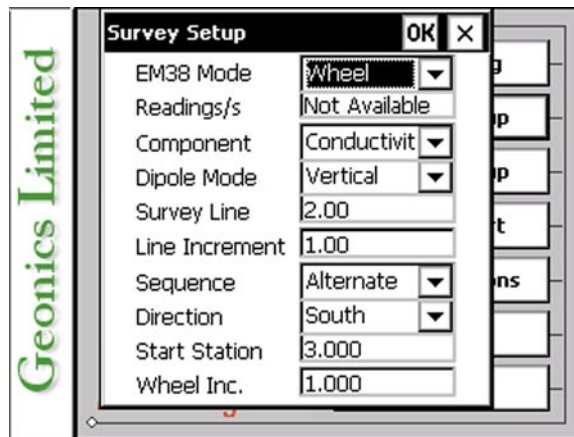 Geonics Limited
Survey Setup OK ×
EM38 Mode Wheel
Readings/s Not Available
Component Conductivit
Dipole Mode Vertical
Survey Line 2.00
Line Increment 1.00
Sequence Alternate
Direction South
Start Station 3.000
Wheel Inc. 1.000